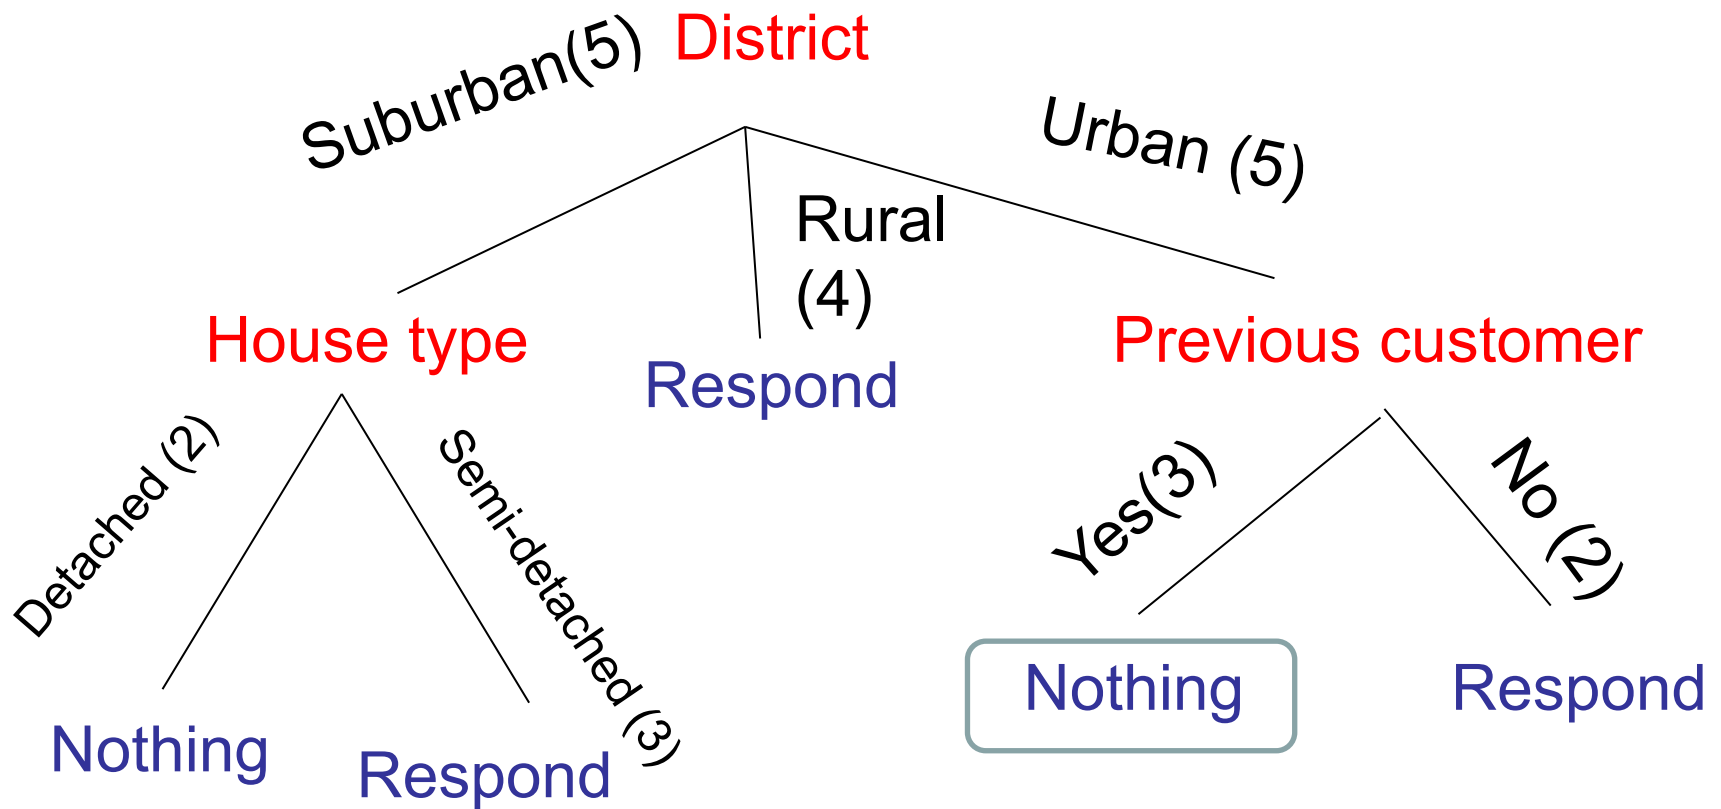 District
Suburban(5)
Rural
(4)
Urban (5)
House type
Respond
Previous customer
Detached (2)
Semi-detached (3)
Yes(3)
No (2)
Nothing
Respond
Nothing
Respond